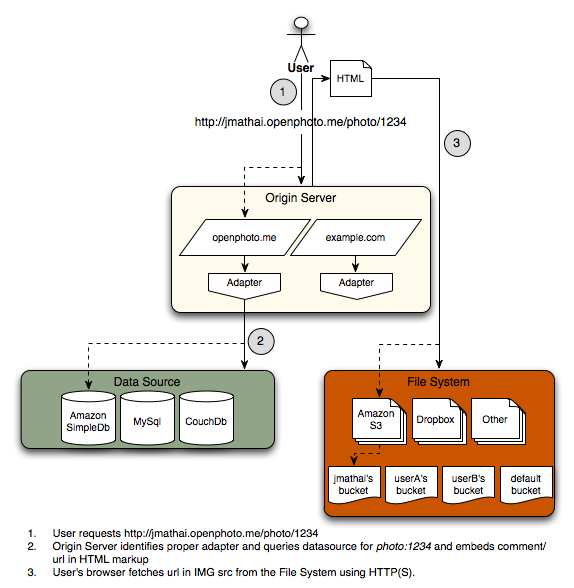 User
HTML
1
http://jmathai.openphoto.me/photo/1234
3
Origin Server
openphoto.me
example.com
Adapter
Adapter
2
Data Source
Amazon
SimpleDb
MySql
CouchDb
File System
Amazon
S3
Dropbox
Other
jmathai's
bucket
userA's
bucket
userB's
bucket
default
bucket
1. User requests http://jmathai.openphoto.me/photo/1234
2. Origin Server identifies proper adapter and queries datasource for photo:1234 and embeds comment/
url in HTML markup
3. User's browser fetches url in IMG src from the File System using HTTP(S).